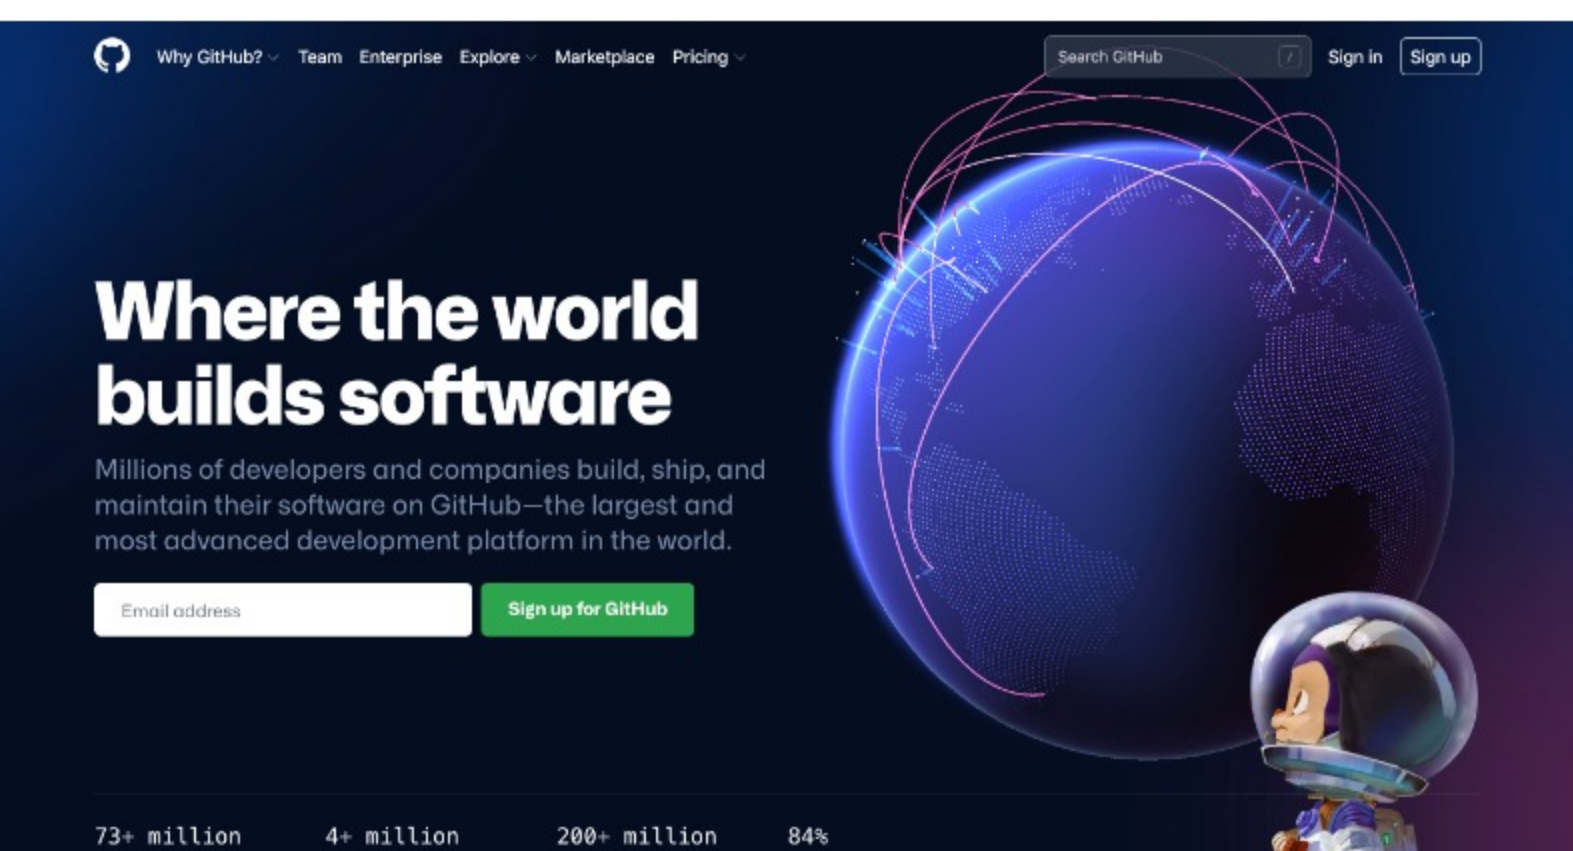 Why GitHub? Team Enterprise Explore Marketplace Pricing Search GitHub / Sign in Sign up
Where the world
builds software
Millions of developers and companies build, ship, and
maintain their software on GitHub—the largest and
most advanced development platform in the world.
Email address Sign up for GitHub
73+ million 4+ million 200+ million 84%